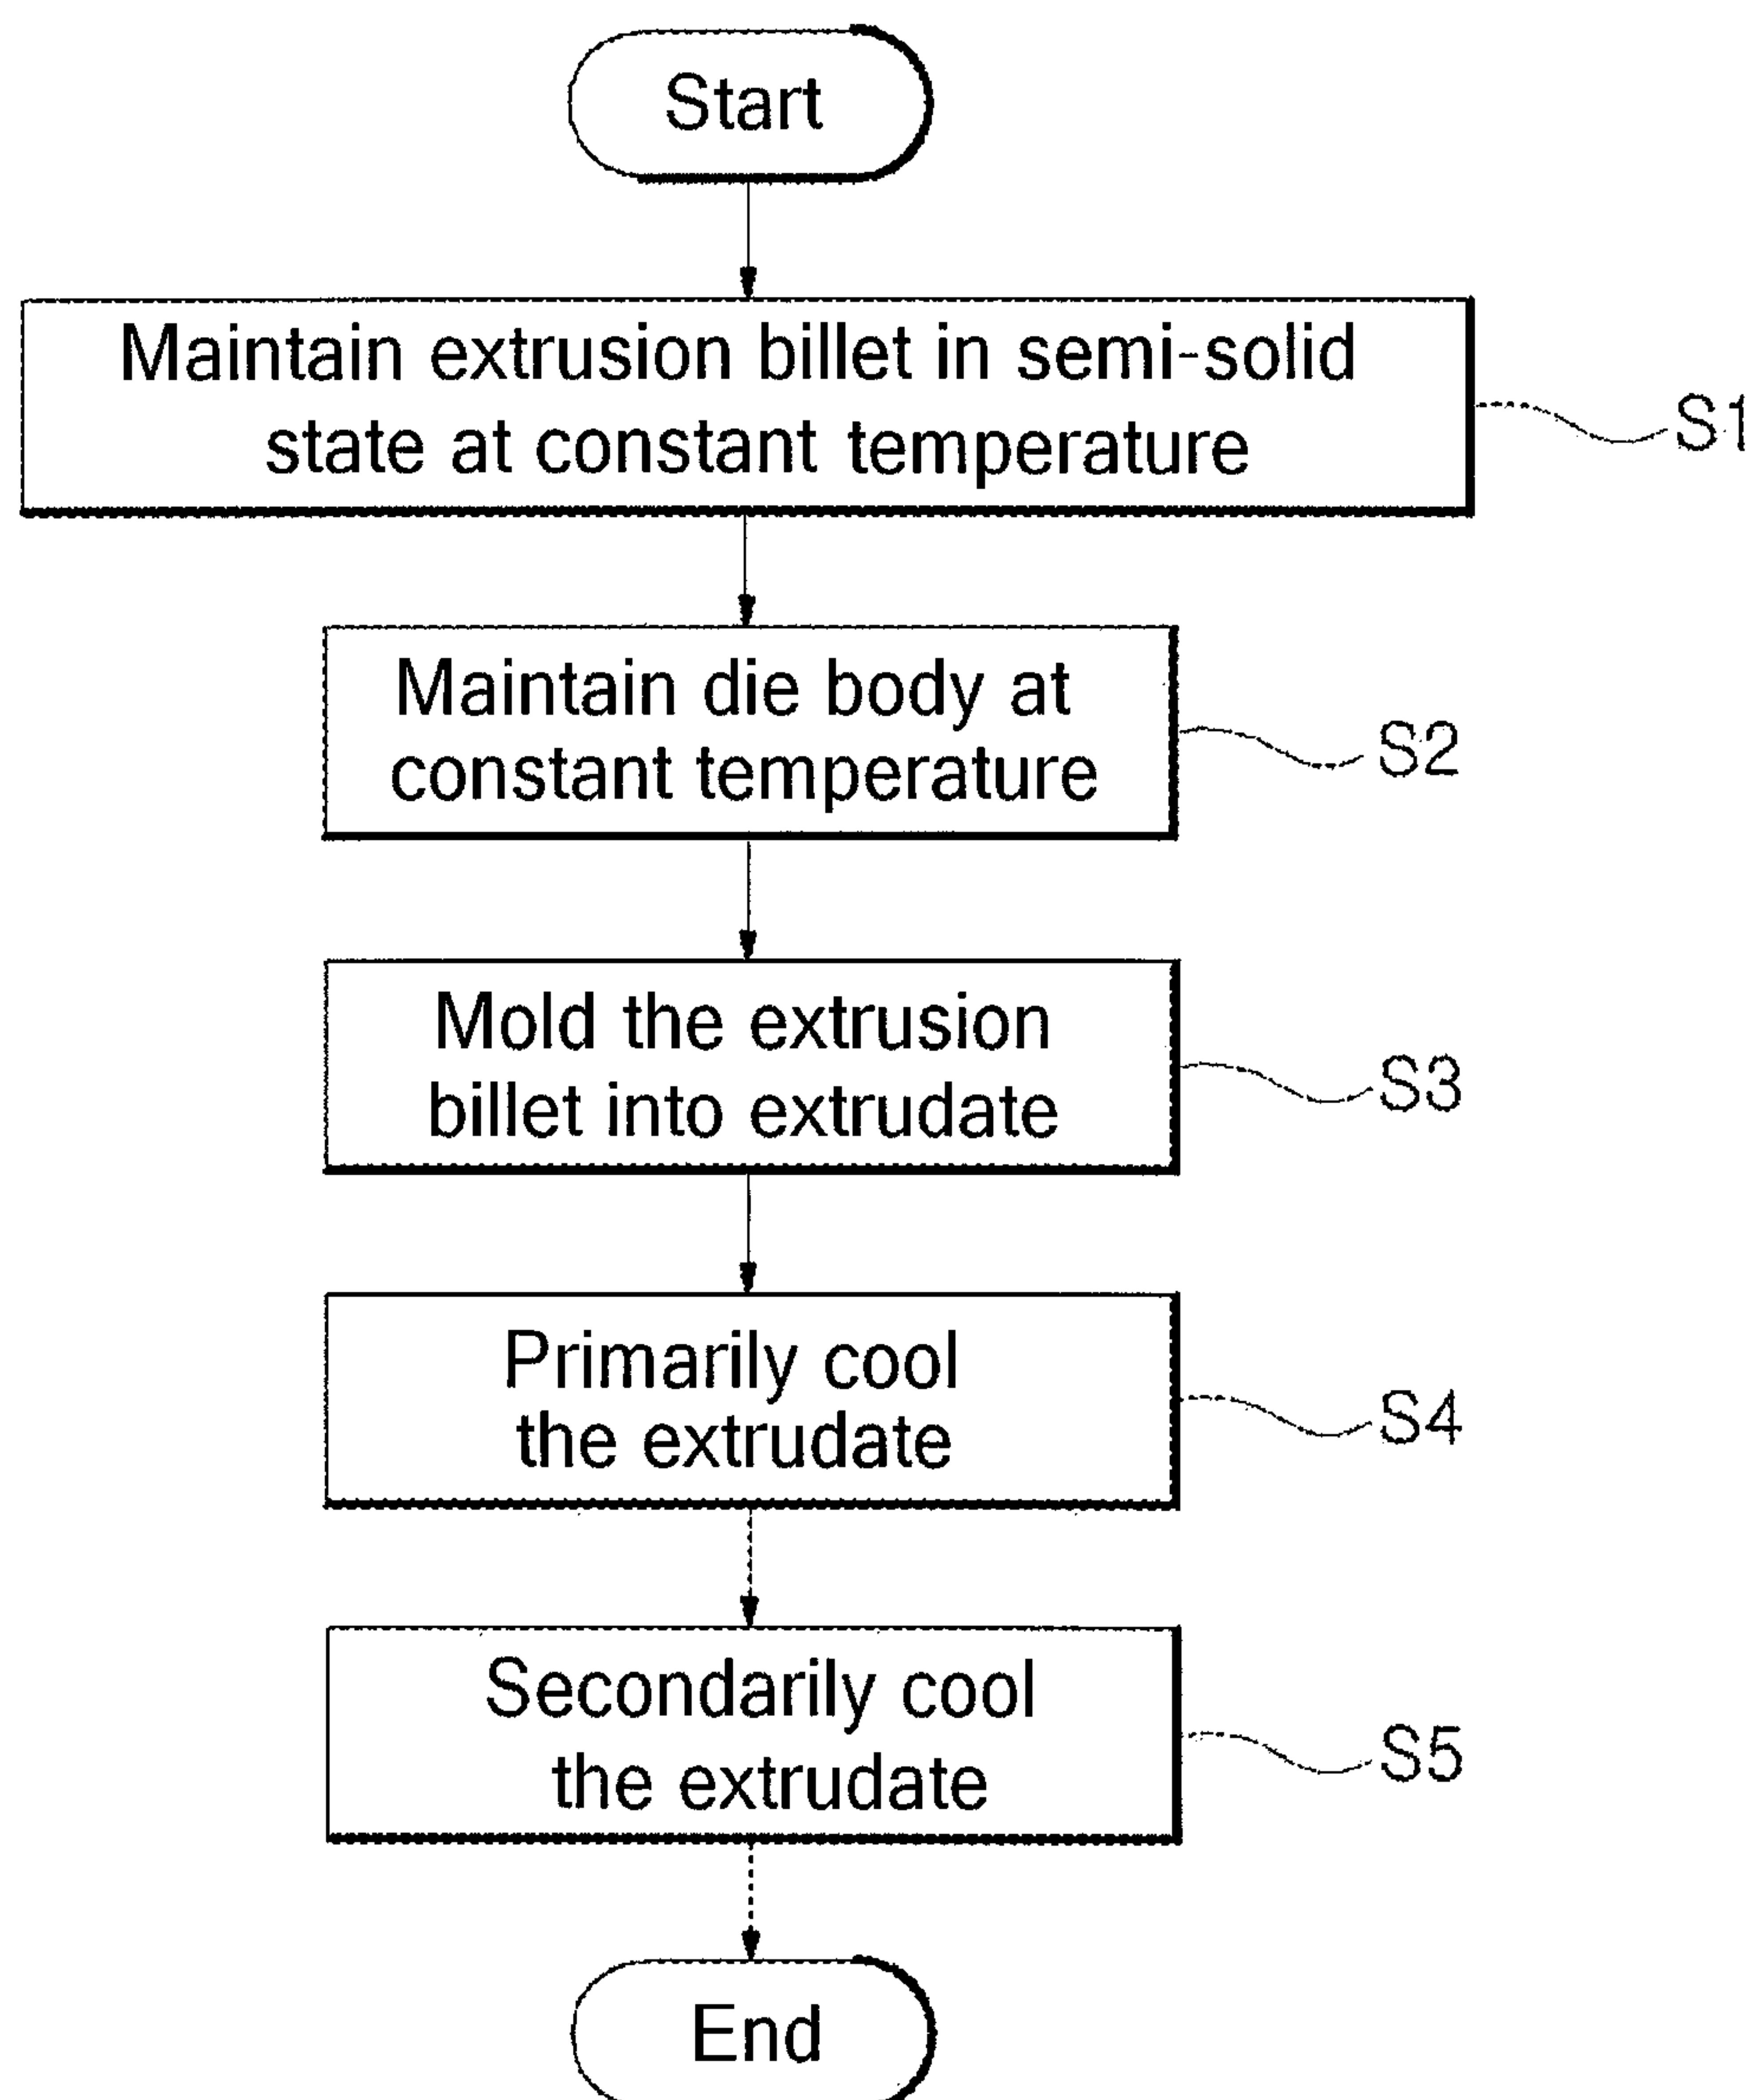 Start
Maintain extrusion billet in semi-solid
state at constant temperature
S1
Maintain die body at
constant temperature
S2
Mold the extrusion
billet into extrudate
S3
Primarily cool
the extrudate
S4
Secondarily cool
the extrudate
S5
End